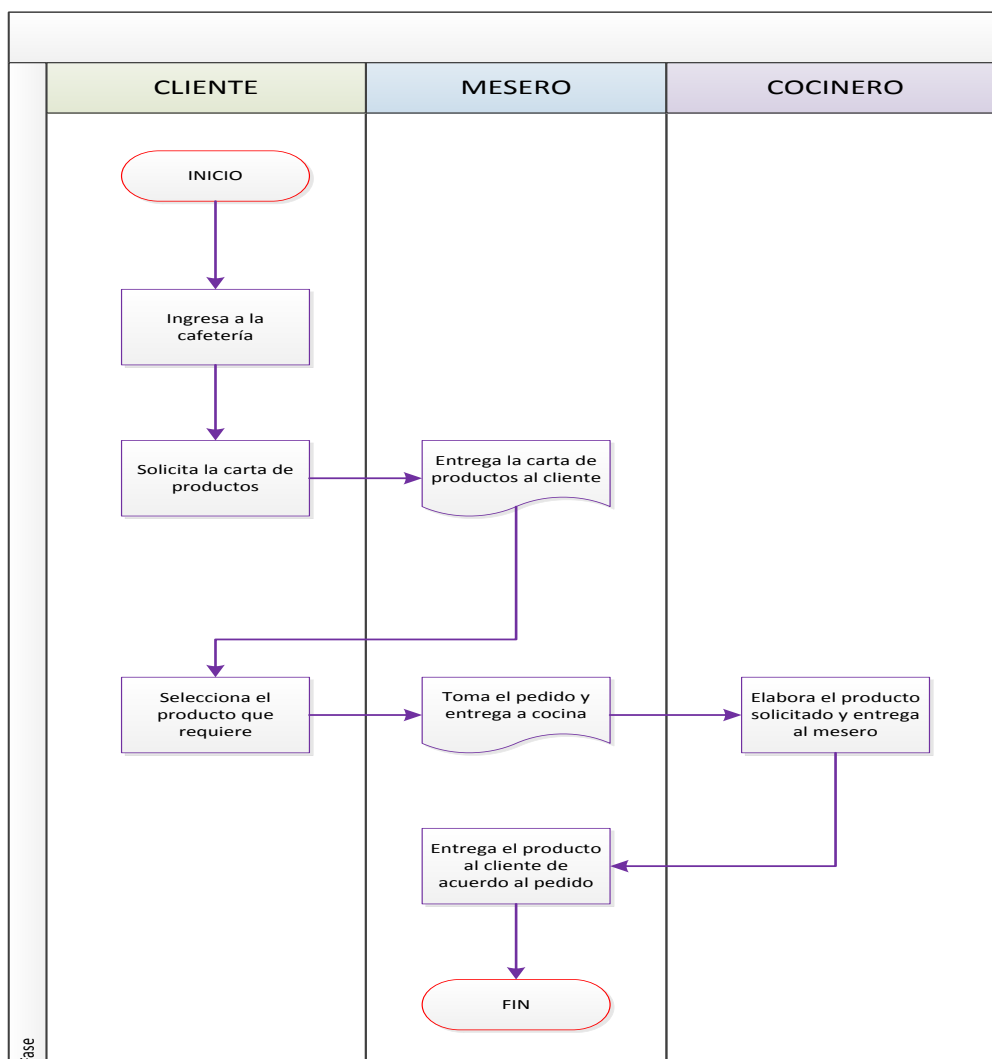 CLIENTE
MESERO
COCINERO
INICIO
Ingresa a la
cafetería
Solicita la carta de
productos
Entrega la carta de
productos al cliente
Selecciona el
producto que
requiere
Toma el pedido y
entrega a cocina
Elabora el producto
solicitado y entrega
al mesero
Entrega el producto
al cliente de
acuerdo al pedido
FIN